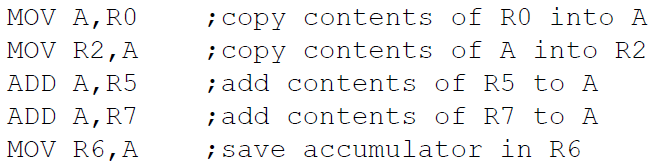 MOV A,R0 ;copy contents of R0 into A
MOV R2,A ;copy contents of A into R2
ADD A,R5 ;add contents of R5 to A
ADD A,R7 ;add contents of R7 to A
MOV R6,A ;save accumulator in R6